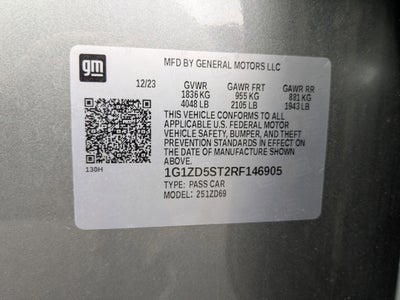 gm
MFD BY GENERAL MOTORS LLC
12/23 GVWR GAWR FRT GAWR RR
1836 KG 955 KG 881 KG
4048 LB 2105 LB 1943 LB
THIS VEHICLE CONFORMS TO ALL
APPLICABLE U.S. FEDERAL MOTOR
VEHICLE SAFETY, BUMPER, AND THEFT
PREVENTION STANDARDS IN EFFECT ON
THE DATE OF MANUFACTURE SHOWN
ABOVE.
130H
1G1ZD5ST2RF146905
TYPE: PASS CAR
MODEL: 251ZD69